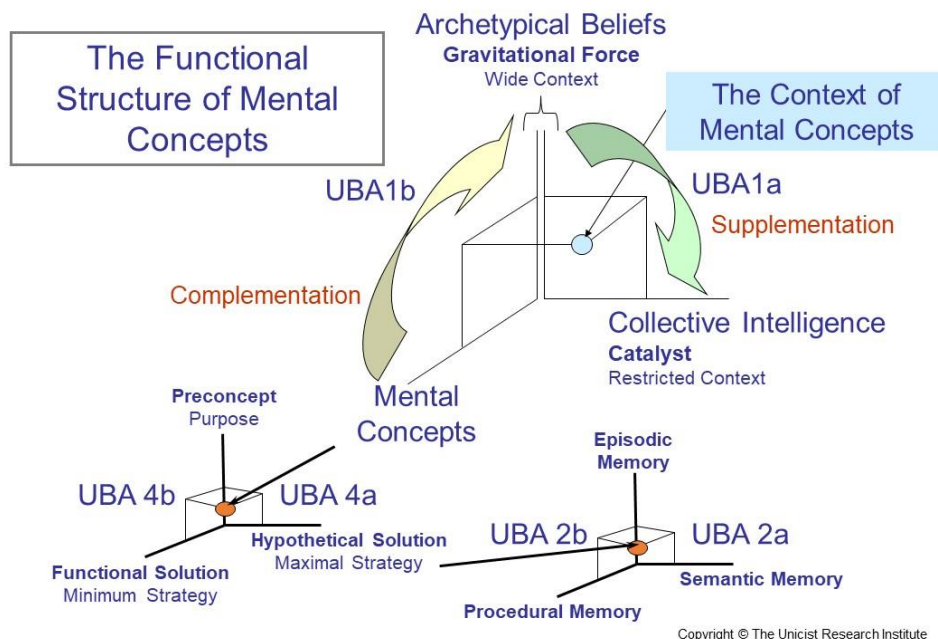 The Functional
Structure of Mental
Concepts
Archetypical Beliefs
Gravitational Force
Wide Context
The Context of
Mental Concepts
UBA1b
UBA1a
Supplementation
Complementation
Collective Intelligence
Catalyst
Restricted Context
Mental
Concepts
Preconcept
Purpose
UBA 4b
UBA 4a
Hypothetical Solution
Maximal Strategy
Functional Solution
Minimum Strategy
Episodic
Memory
UBA 2b
UBA 2a
Semantic Memory
Procedural Memory
Copyright © The Unicist Research Institute